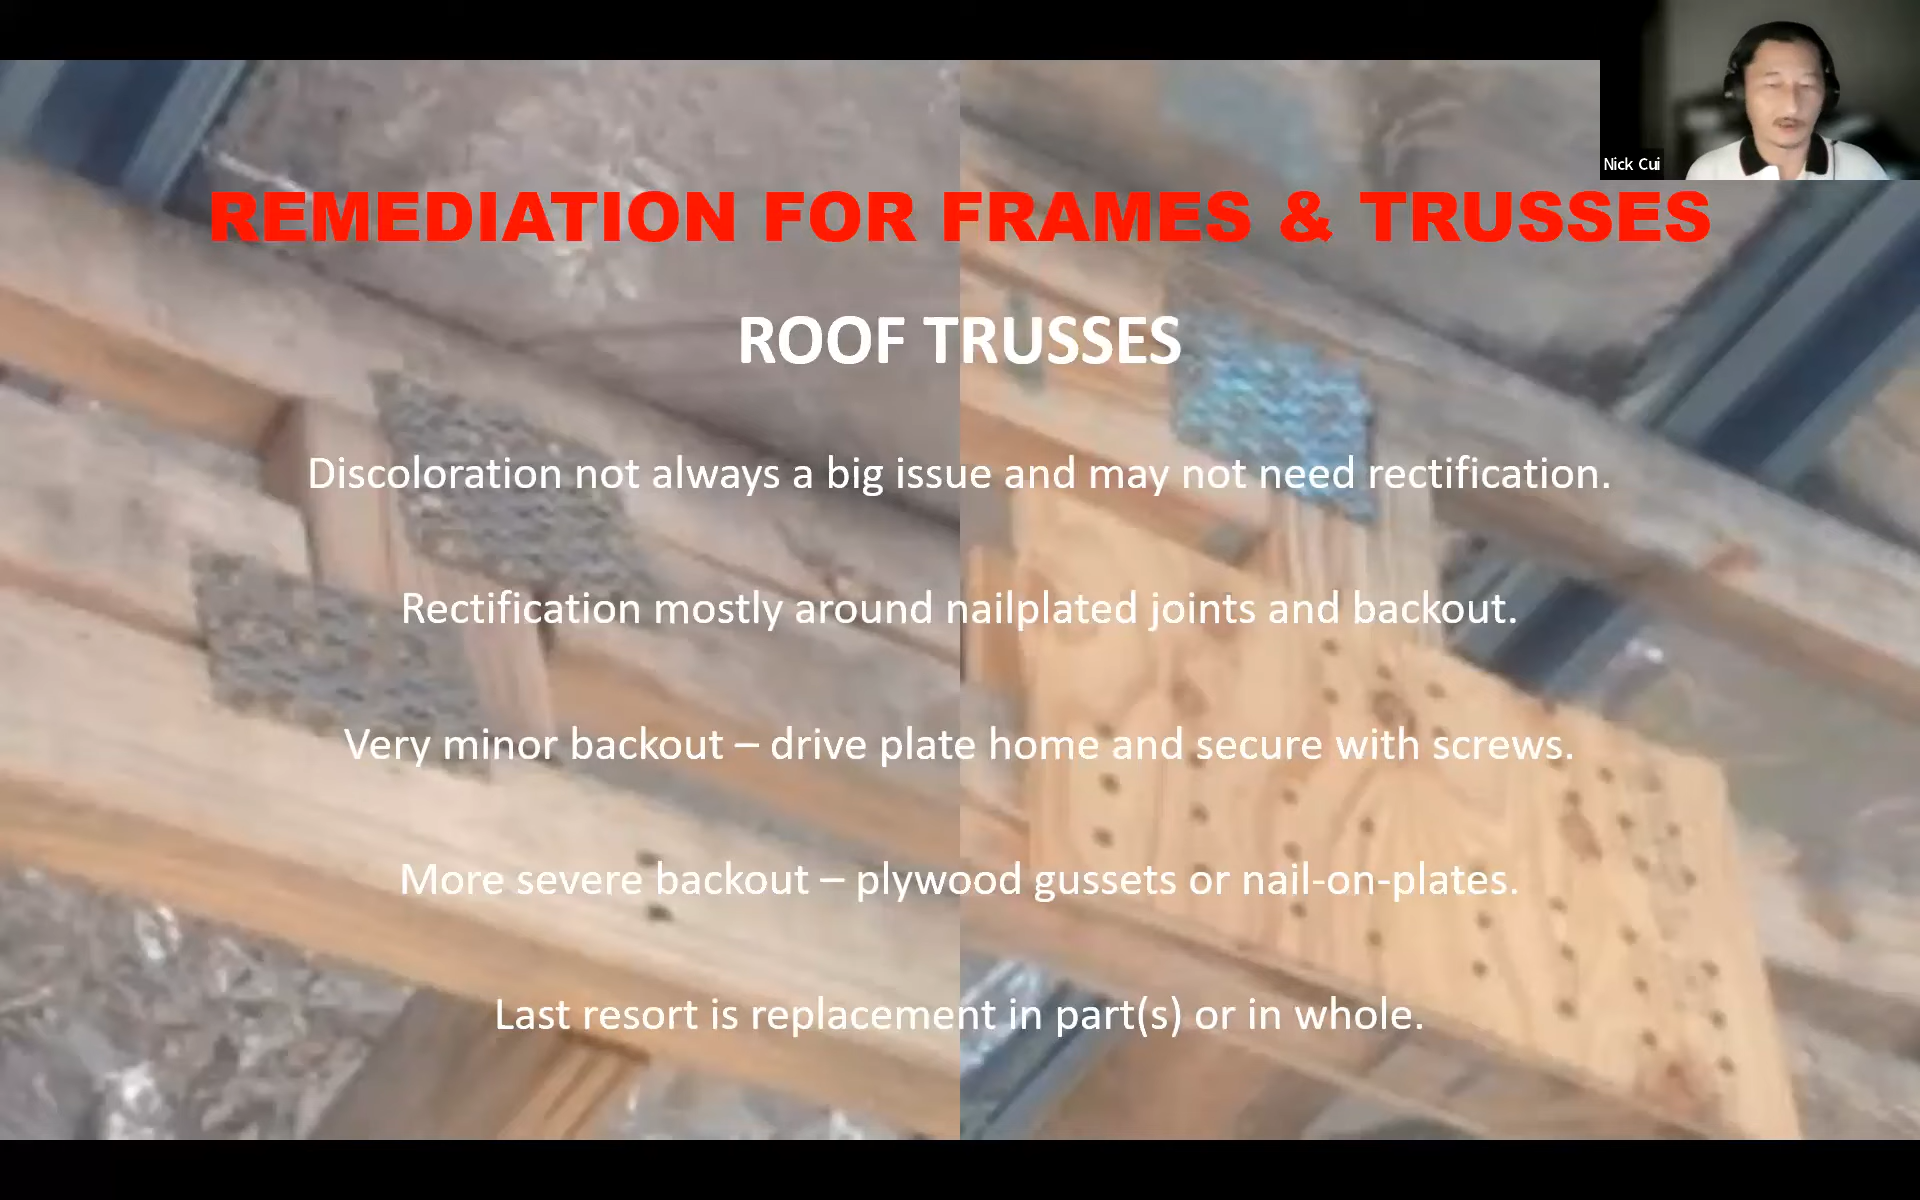 Nick Cui
REMEDIATION FOR FRAMES & TRUSSES
ROOF TRUSSES
Discoloration not always a big issue and may not need rectification.
Rectification mostly around nailplated joints and backout.
Very minor backout – drive plate home and secure with screws.
More severe backout – plywood gussets or nail-on-plates.
Last resort is replacement in part(s) or in whole.